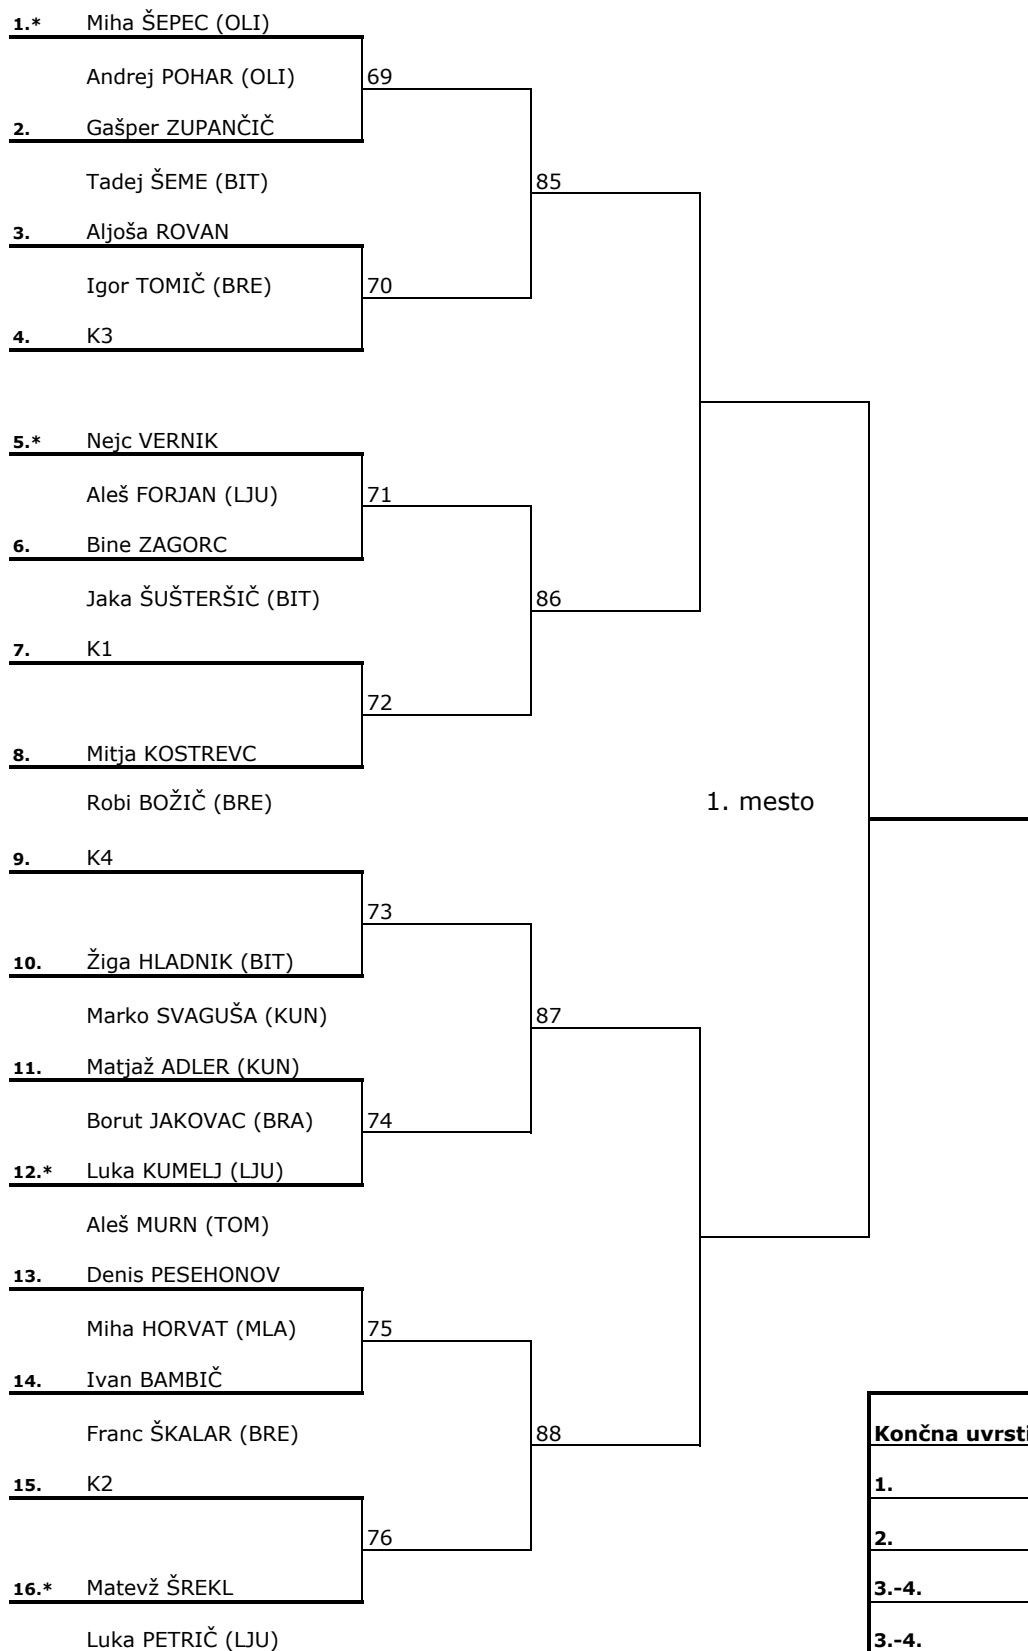 1.* Miha ŠEPEC (OLI)
Andrej POHAR (OLI) 69
2. Gašper ZUPANČIČ
Tadej ŠEME (BIT) 85
3. Aljoša ROVAN
Igor TOMIČ (BRE) 70
4. K3
5.* Nejc VERNIK
Aleš FORJAN (LJU) 71
6. Bine ZAGORC
Jaka ŠUŠTERŠIČ (BIT) 86
7. K1
72
8. Mitja KOSTREVC
Robi BOŽIČ (BRE) 1. mesto
9. K4
73
10. Žiga HLADNIK (BIT)
Marko SVAGUŠA (KUN) 87
11. Matjaž ADLER (KUN)
Borut JAKOVAC (BRA) 74
12.* Luka KUMELJ (LJU)
Aleš MURN (TOM)
13. Denis PESEHONOV
Miha HORVAT (MLA) 75
14. Ivan BAMBIČ
Franc ŠKALAR (BRE) 88 Končna uvrsti
15. K2 1.
76 2.
16.* Matevž ŠREKL 3.-4.
Luka PETRIČ (LJU) 3.-4.